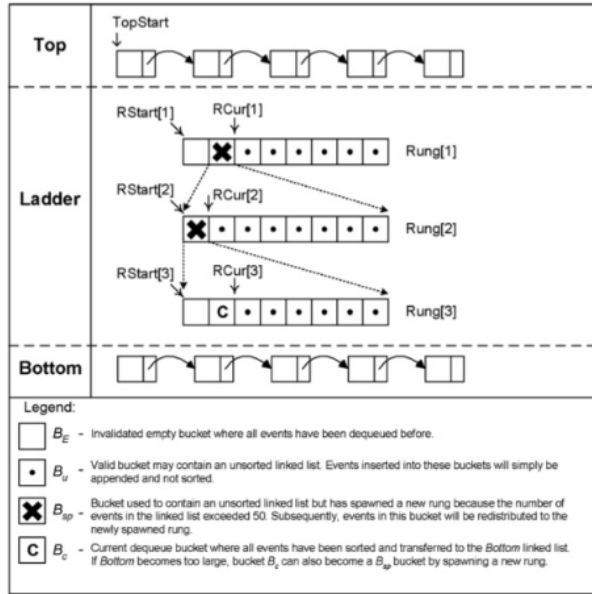 TopStart
Top
RStart[1]
RCur[1]
Rung[1]
Ladder
RStart[2]
RCur[2]
Rung[2]
RStart[3]
RCur[3]
C
Rung[3]
Bottom
Legend:
B_E - Invalidated empty bucket where all events have been dequeued before.
B_u - Valid bucket may contain an unsorted linked list. Events inserted into these buckets will simply be
appended and not sorted.
B_sp - Bucket used to contain an unsorted linked list but has spawned a new rung because the number of
events in the linked list exceeded 50. Subsequently, events in this bucket will be redistributed to the
newly spawned rung.
C B_c - Current dequeue bucket where all events have been sorted and transferred to the Bottom linked list.
If Bottom becomes too large, bucket B_c can also become a B_sp bucket by spawning a new rung.